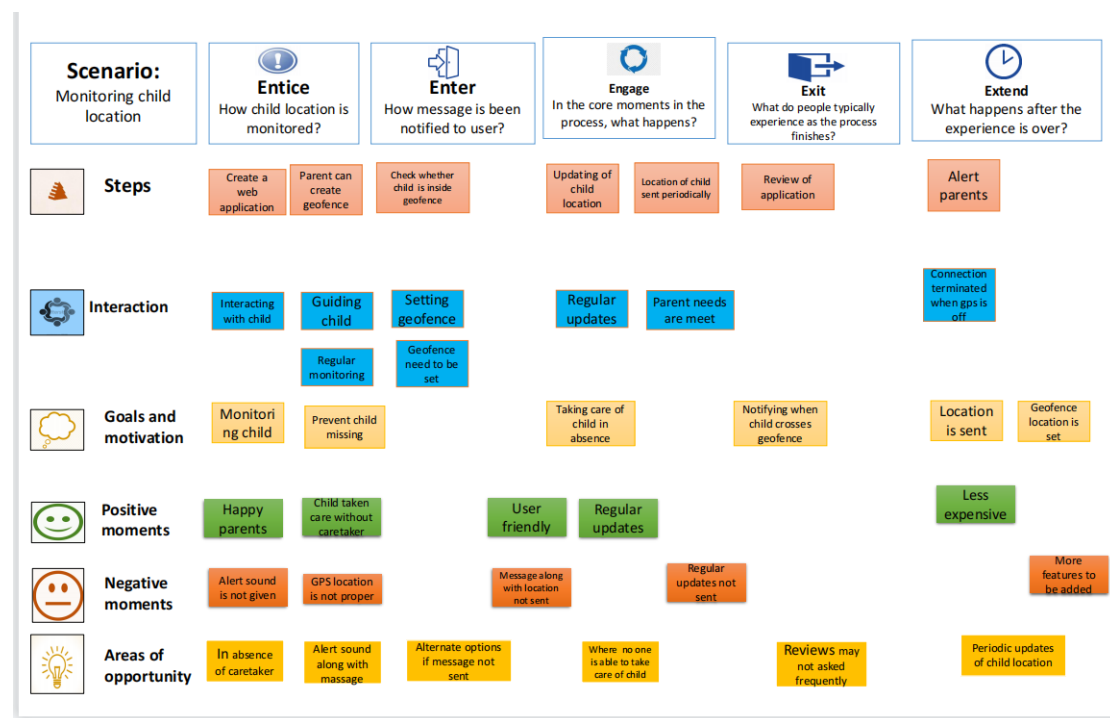 Scenario:
Monitoring child
location
Entice
How child location is
monitored?
Enter
How message is been
notified to user?
Engage
In the core moments in the
process, what happens?
Exit
What do people typically
experience as the process
finishes?
Extend
What happens after the
experience is over?
Steps
Create a
web
application
Parent can
create
geofence
Check whether
child is inside
geofence
Updating of
child
location
Location of child
sent periodically
Review of
application
Alert
parents
Interaction
Interacting
with child
Guiding
child
Setting
geofence
Regular
updates
Parent needs
are meet
Connection
terminated
when gps is
off
Regular
monitoring
Geofence
need to be
set
Goals and
motivation
Monitori
ng child
Prevent child
missing
Taking care of
child in
absence
Notifying when
child crosses
geofence
Location
is sent
Geofence
location is
set
Positive
moments
Happy
parents
Child taken
care without
caretaker
User
friendly
Regular
updates
Less
expensive
Negative
moments
Alert sound
is not given
GPS location
is not proper
Message along
with location
not sent
Regular
updates not
sent
More
features to
be added
Areas of
opportunity
In absence
of caretaker
Alert sound
along with
massage
Alternate options
if message not
sent
Where no one
is able to take
care of child
Reviews may
not asked
frequently
Periodic updates
of child location